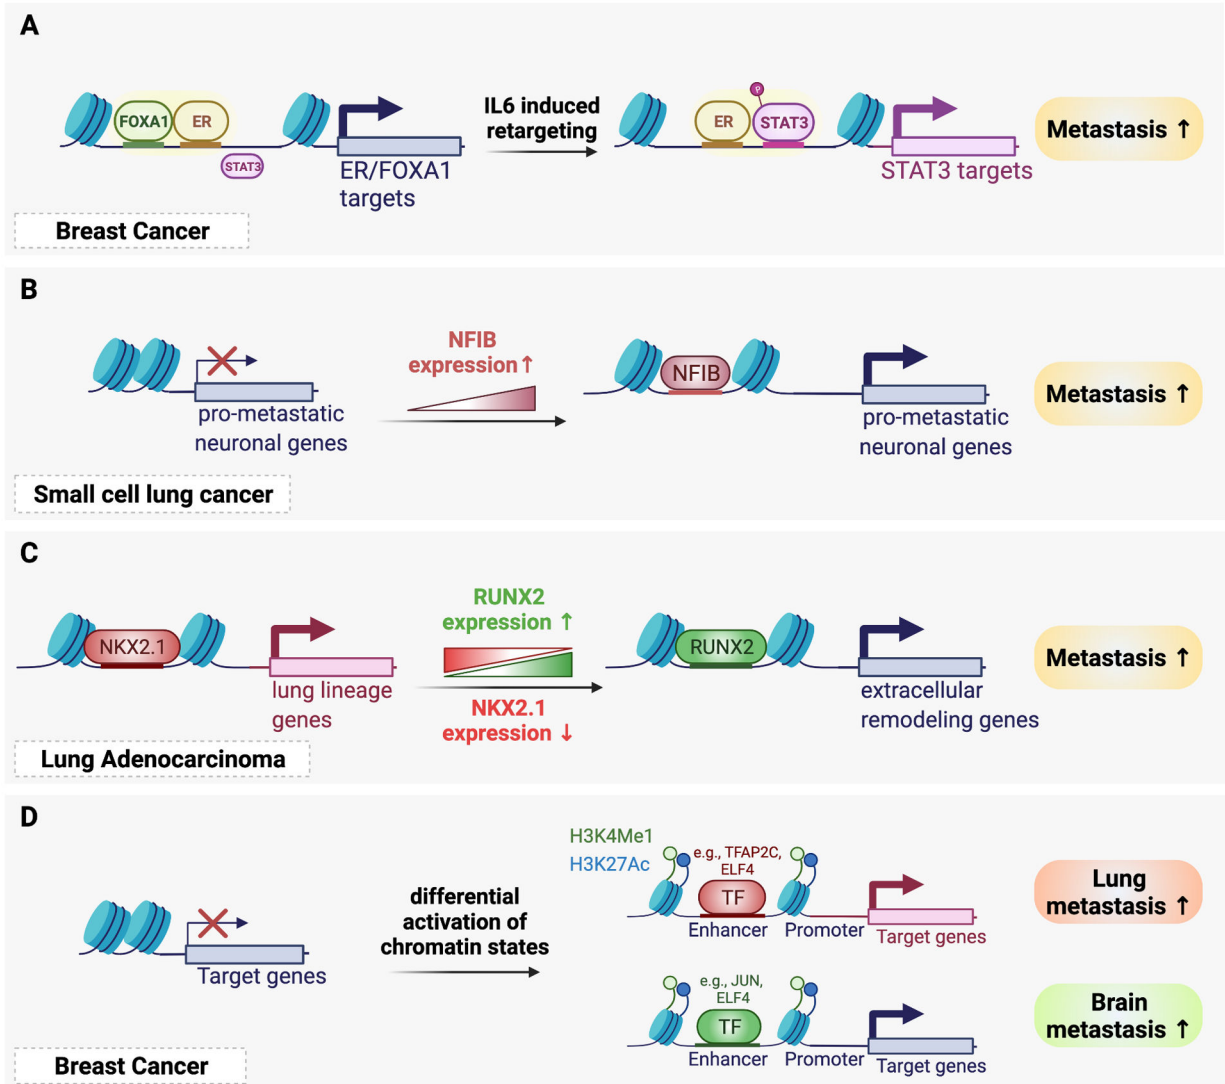 A
FOXA1
ER
STAT3
ER/FOXA1
targets
IL6 induced
retargeting
ER
P
STAT3
STAT3 targets
Metastasis ↑
Breast Cancer
B
pro-metastatic
neuronal genes
NFIB
expression↑
NFIB
pro-metastatic
neuronal genes
Metastasis ↑
Small cell lung cancer
C
NKX2.1
lung lineage
genes
RUNX2
expression ↑
NKX2.1
expression ↓
RUNX2
extracellular
remodeling genes
Metastasis ↑
Lung Adenocarcinoma
D
Target genes
differential
activation of
chromatin states
H3K4Me1
H3K27Ac
e.g., TFAP2C,
ELF4
TF
Enhancer
Promoter
Target genes
Lung
metastasis ↑
e.g., JUN,
ELF4
TF
Enhancer
Promoter
Target genes
Brain
metastasis ↑
Breast Cancer